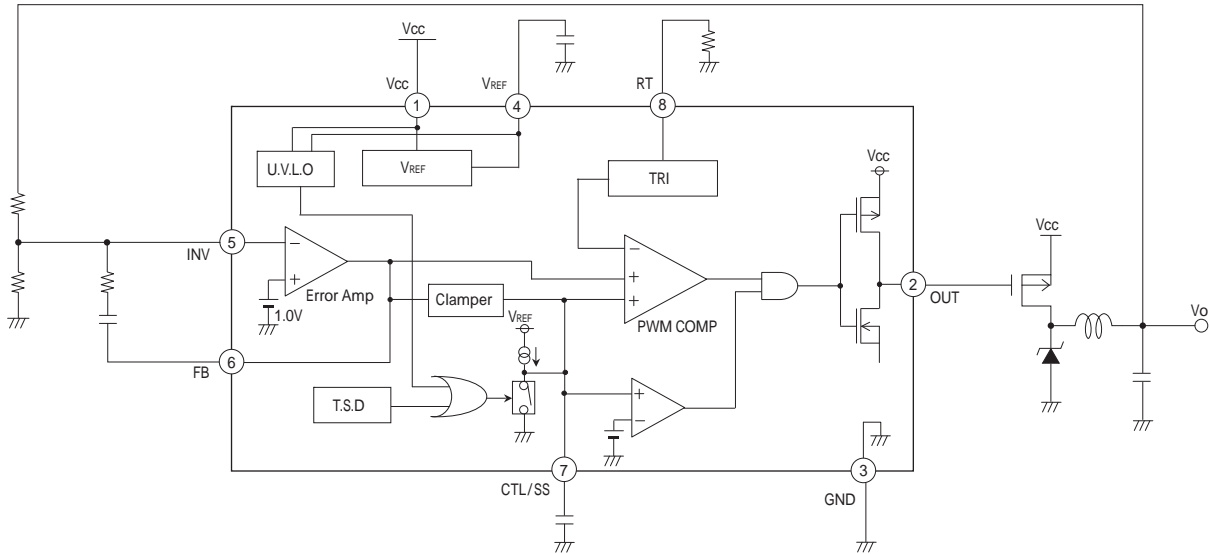 Vcc
Vcc
VREF
RT
1
4
8
U.V.L.O
VREF
TRI
Vcc
5
INV
−
+
Error Amp
1.0V
−
+
+
PWM COMP
Clamper
Vcc
2
OUT
Vo
VREF
6
FB
T.S.D
+
−
7
CTL/SS
3
GND